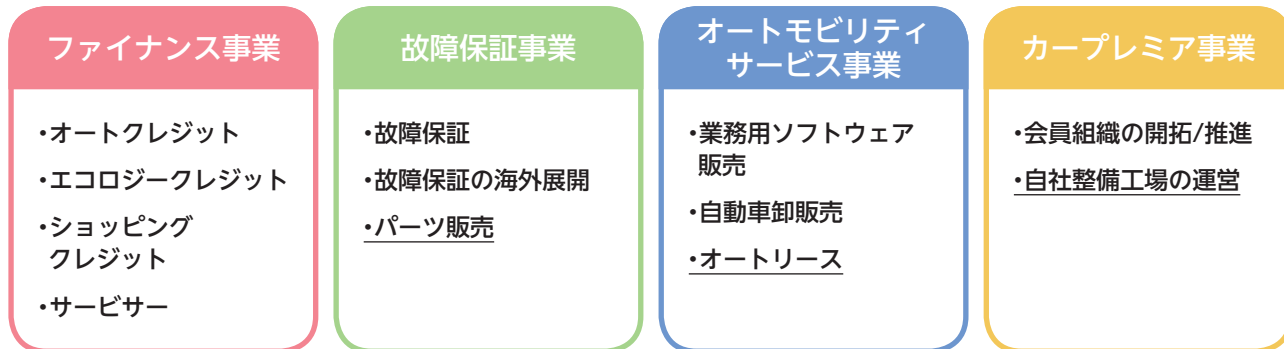 ファイナンス事業
・オートクレジット
・エコロジークレジット
・ショッピング
クレジット
・サービサー
故障保証事業
・故障保証
・故障保証の海外展開
・パーツ販売
オートモビリティ
サービス事業
・業務用ソフトウェア
販売
・自動車卸販売
・オートリース
カープレミア事業
・会員組織の開拓/推進
・自社整備工場の運営